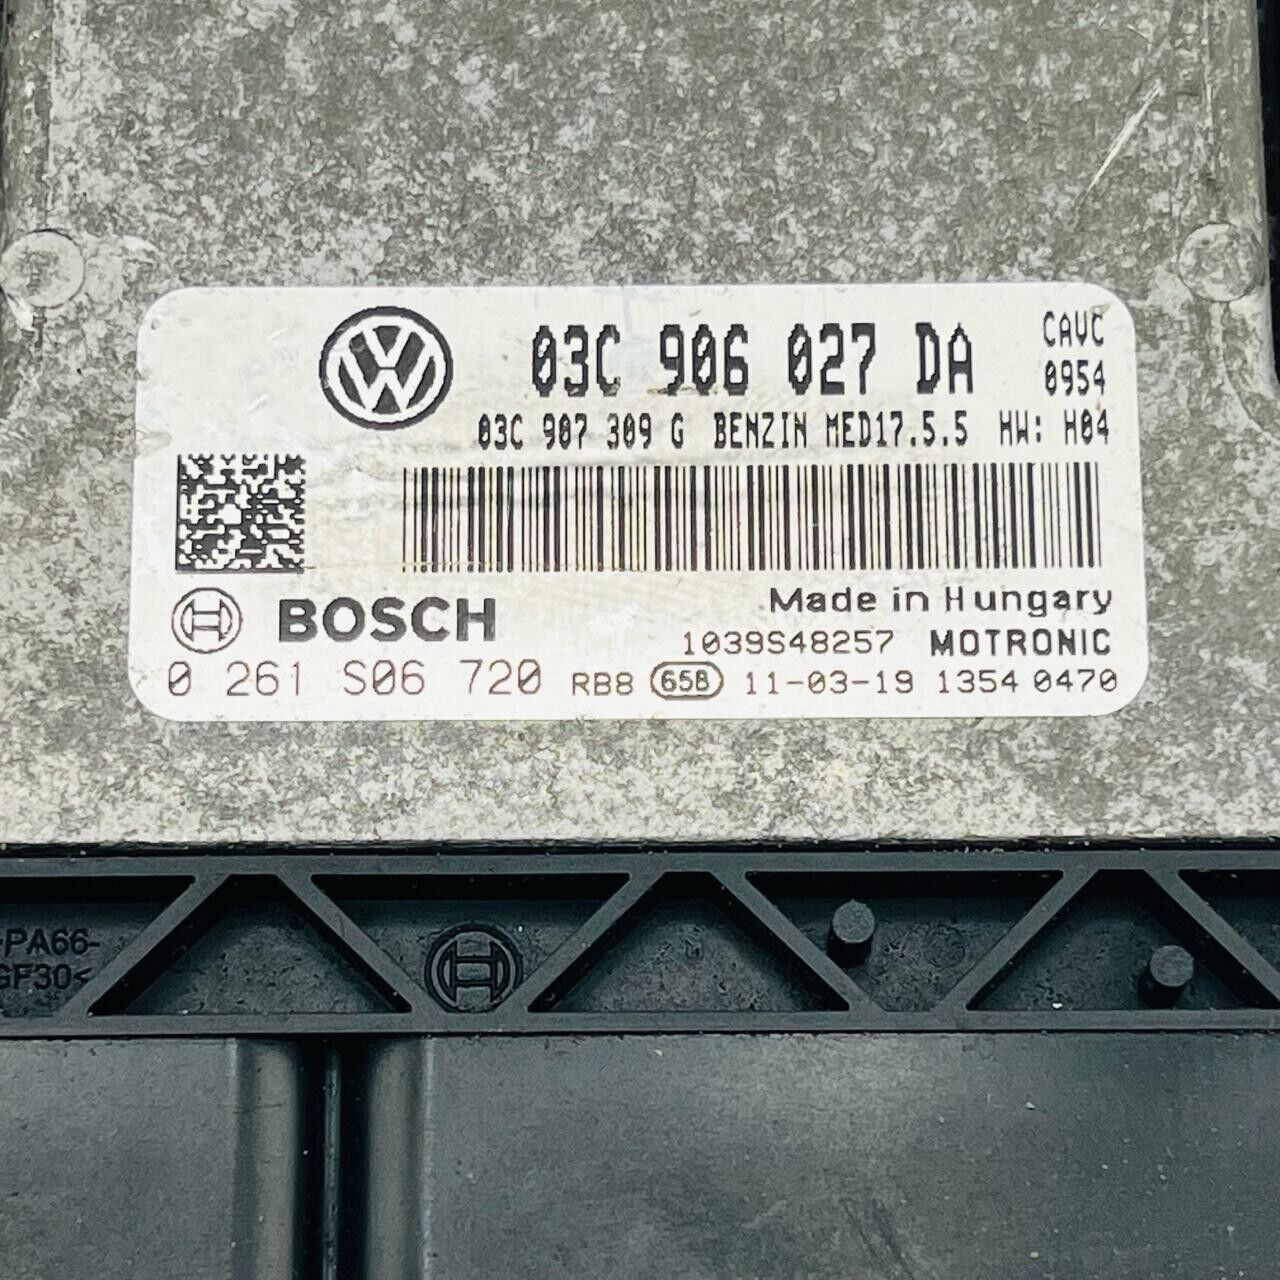 03C 906 027 DA
CAVC
0954
03C 907 309 G BENZIN MED17.5.5 HW: H04
BOSCH
Made in Hungary
1039S48257 MOTRONIC
0 261 S06 720 RB8 658 11-03-19 1354 0470
-PA66-
GF30<